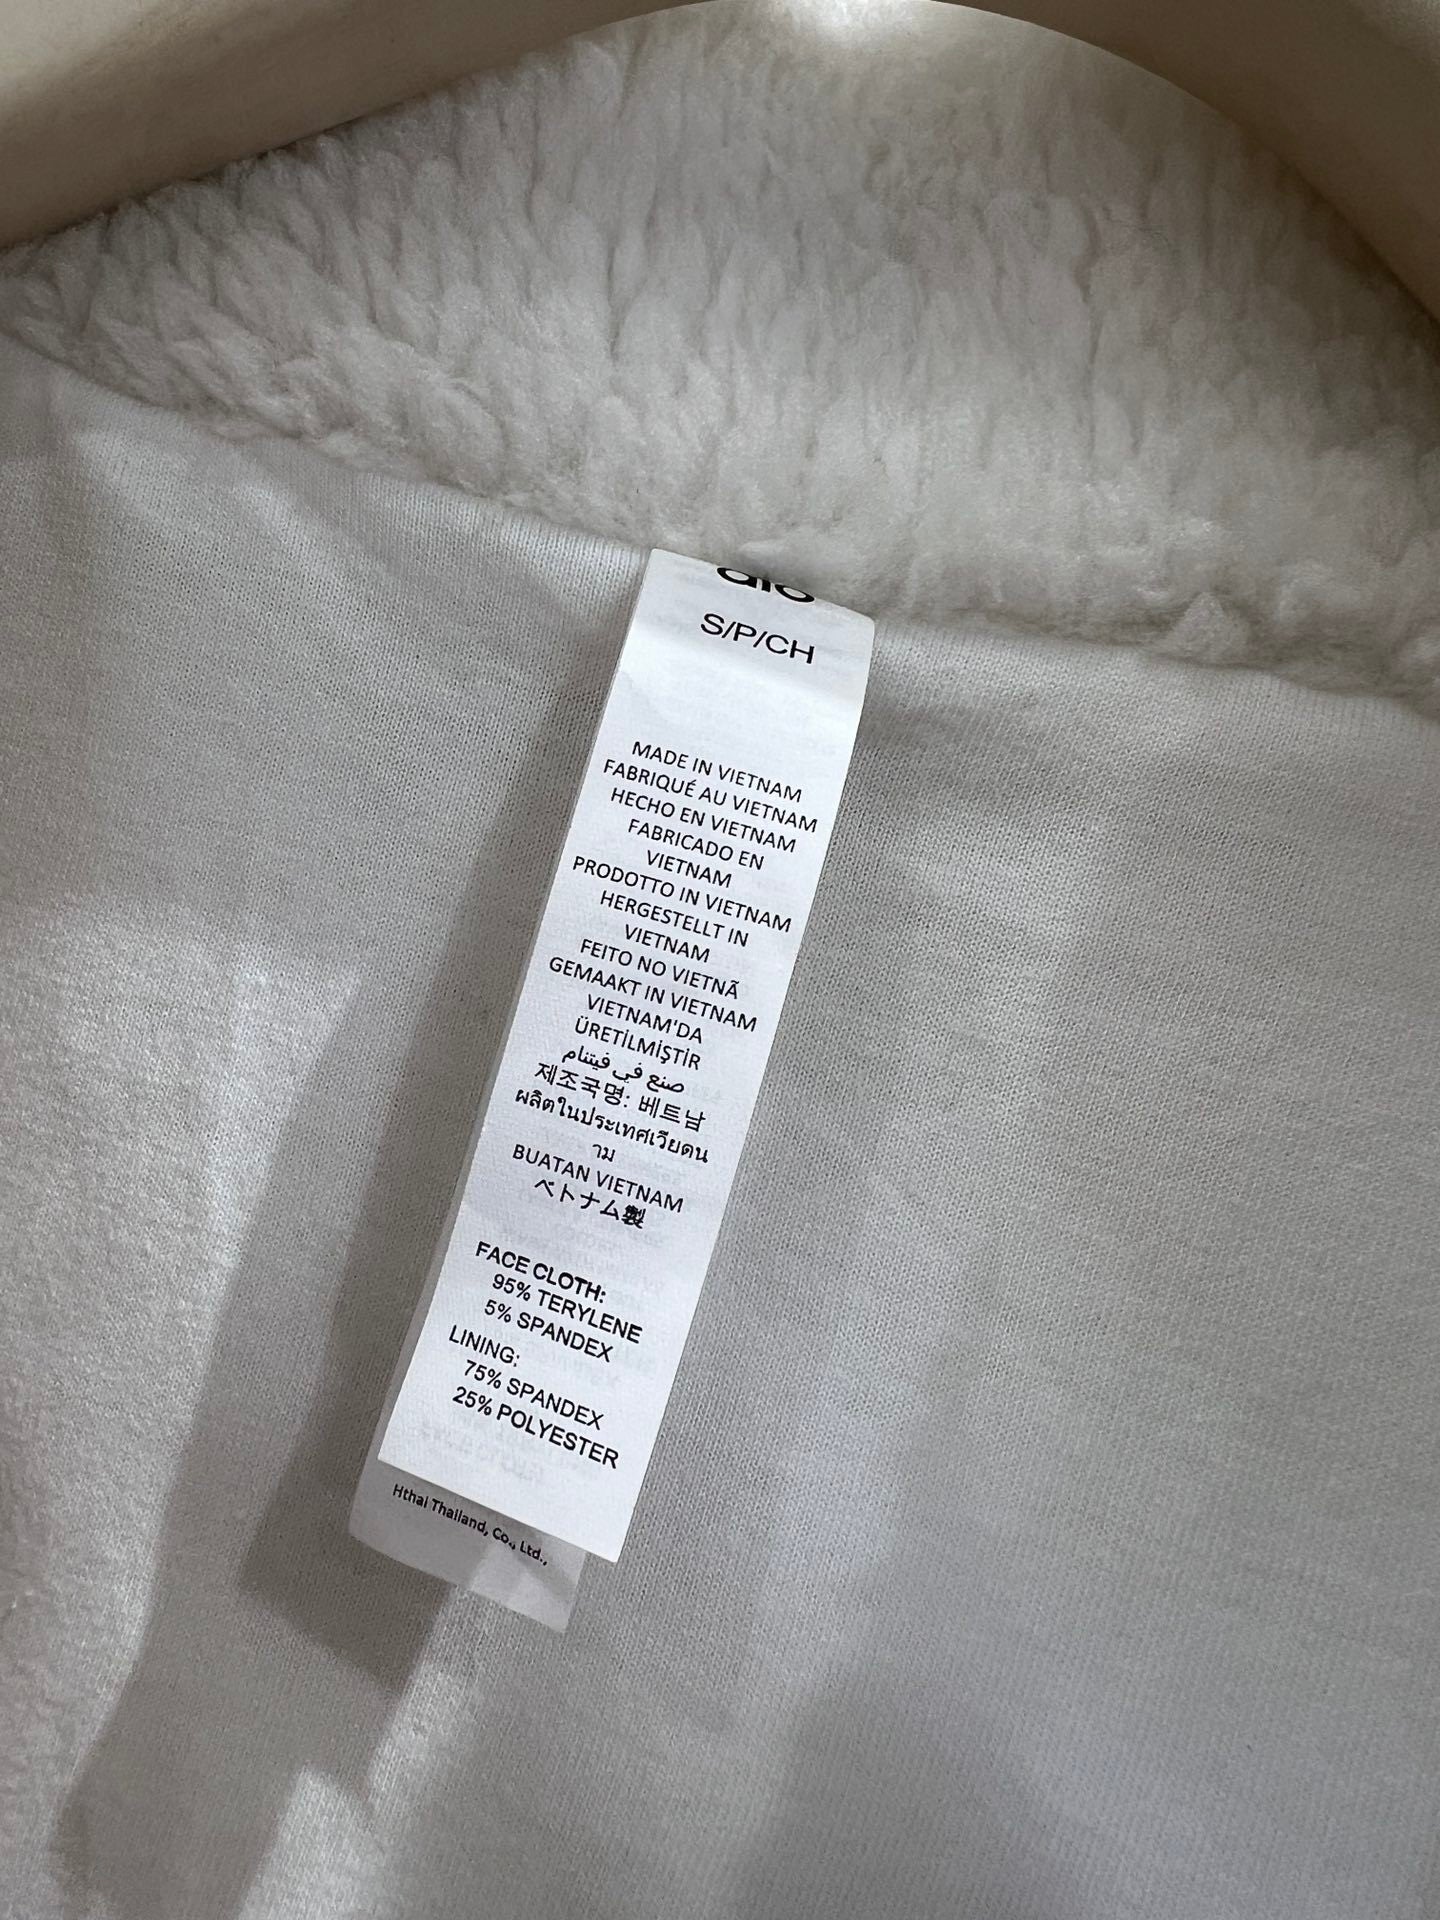 alo
S/P/CH
MADE IN VIETNAM
FABRIQUÉ AU VIETNAM
HECHO EN VIETNAM
FABRICADO EN
VIETNAM
PRODOTTO IN VIETNAM
HERGESTELLT IN
VIETNAM
FEITO NO VIETNÃ
GEMAAKT IN VIETNAM
VIETNAM'DA
ÜRETİLMİŞTİR
صنع في فيتنام
제조국명: 베트남
ผลิตในประเทศเวียดน
าม
BUATAN VIETNAM
ベトナム製
FACE CLOTH:
95% TERYLENE
5% SPANDEX
LINING:
75% SPANDEX
25% POLYESTER
Hthai Thailand, Co., Ltd.,